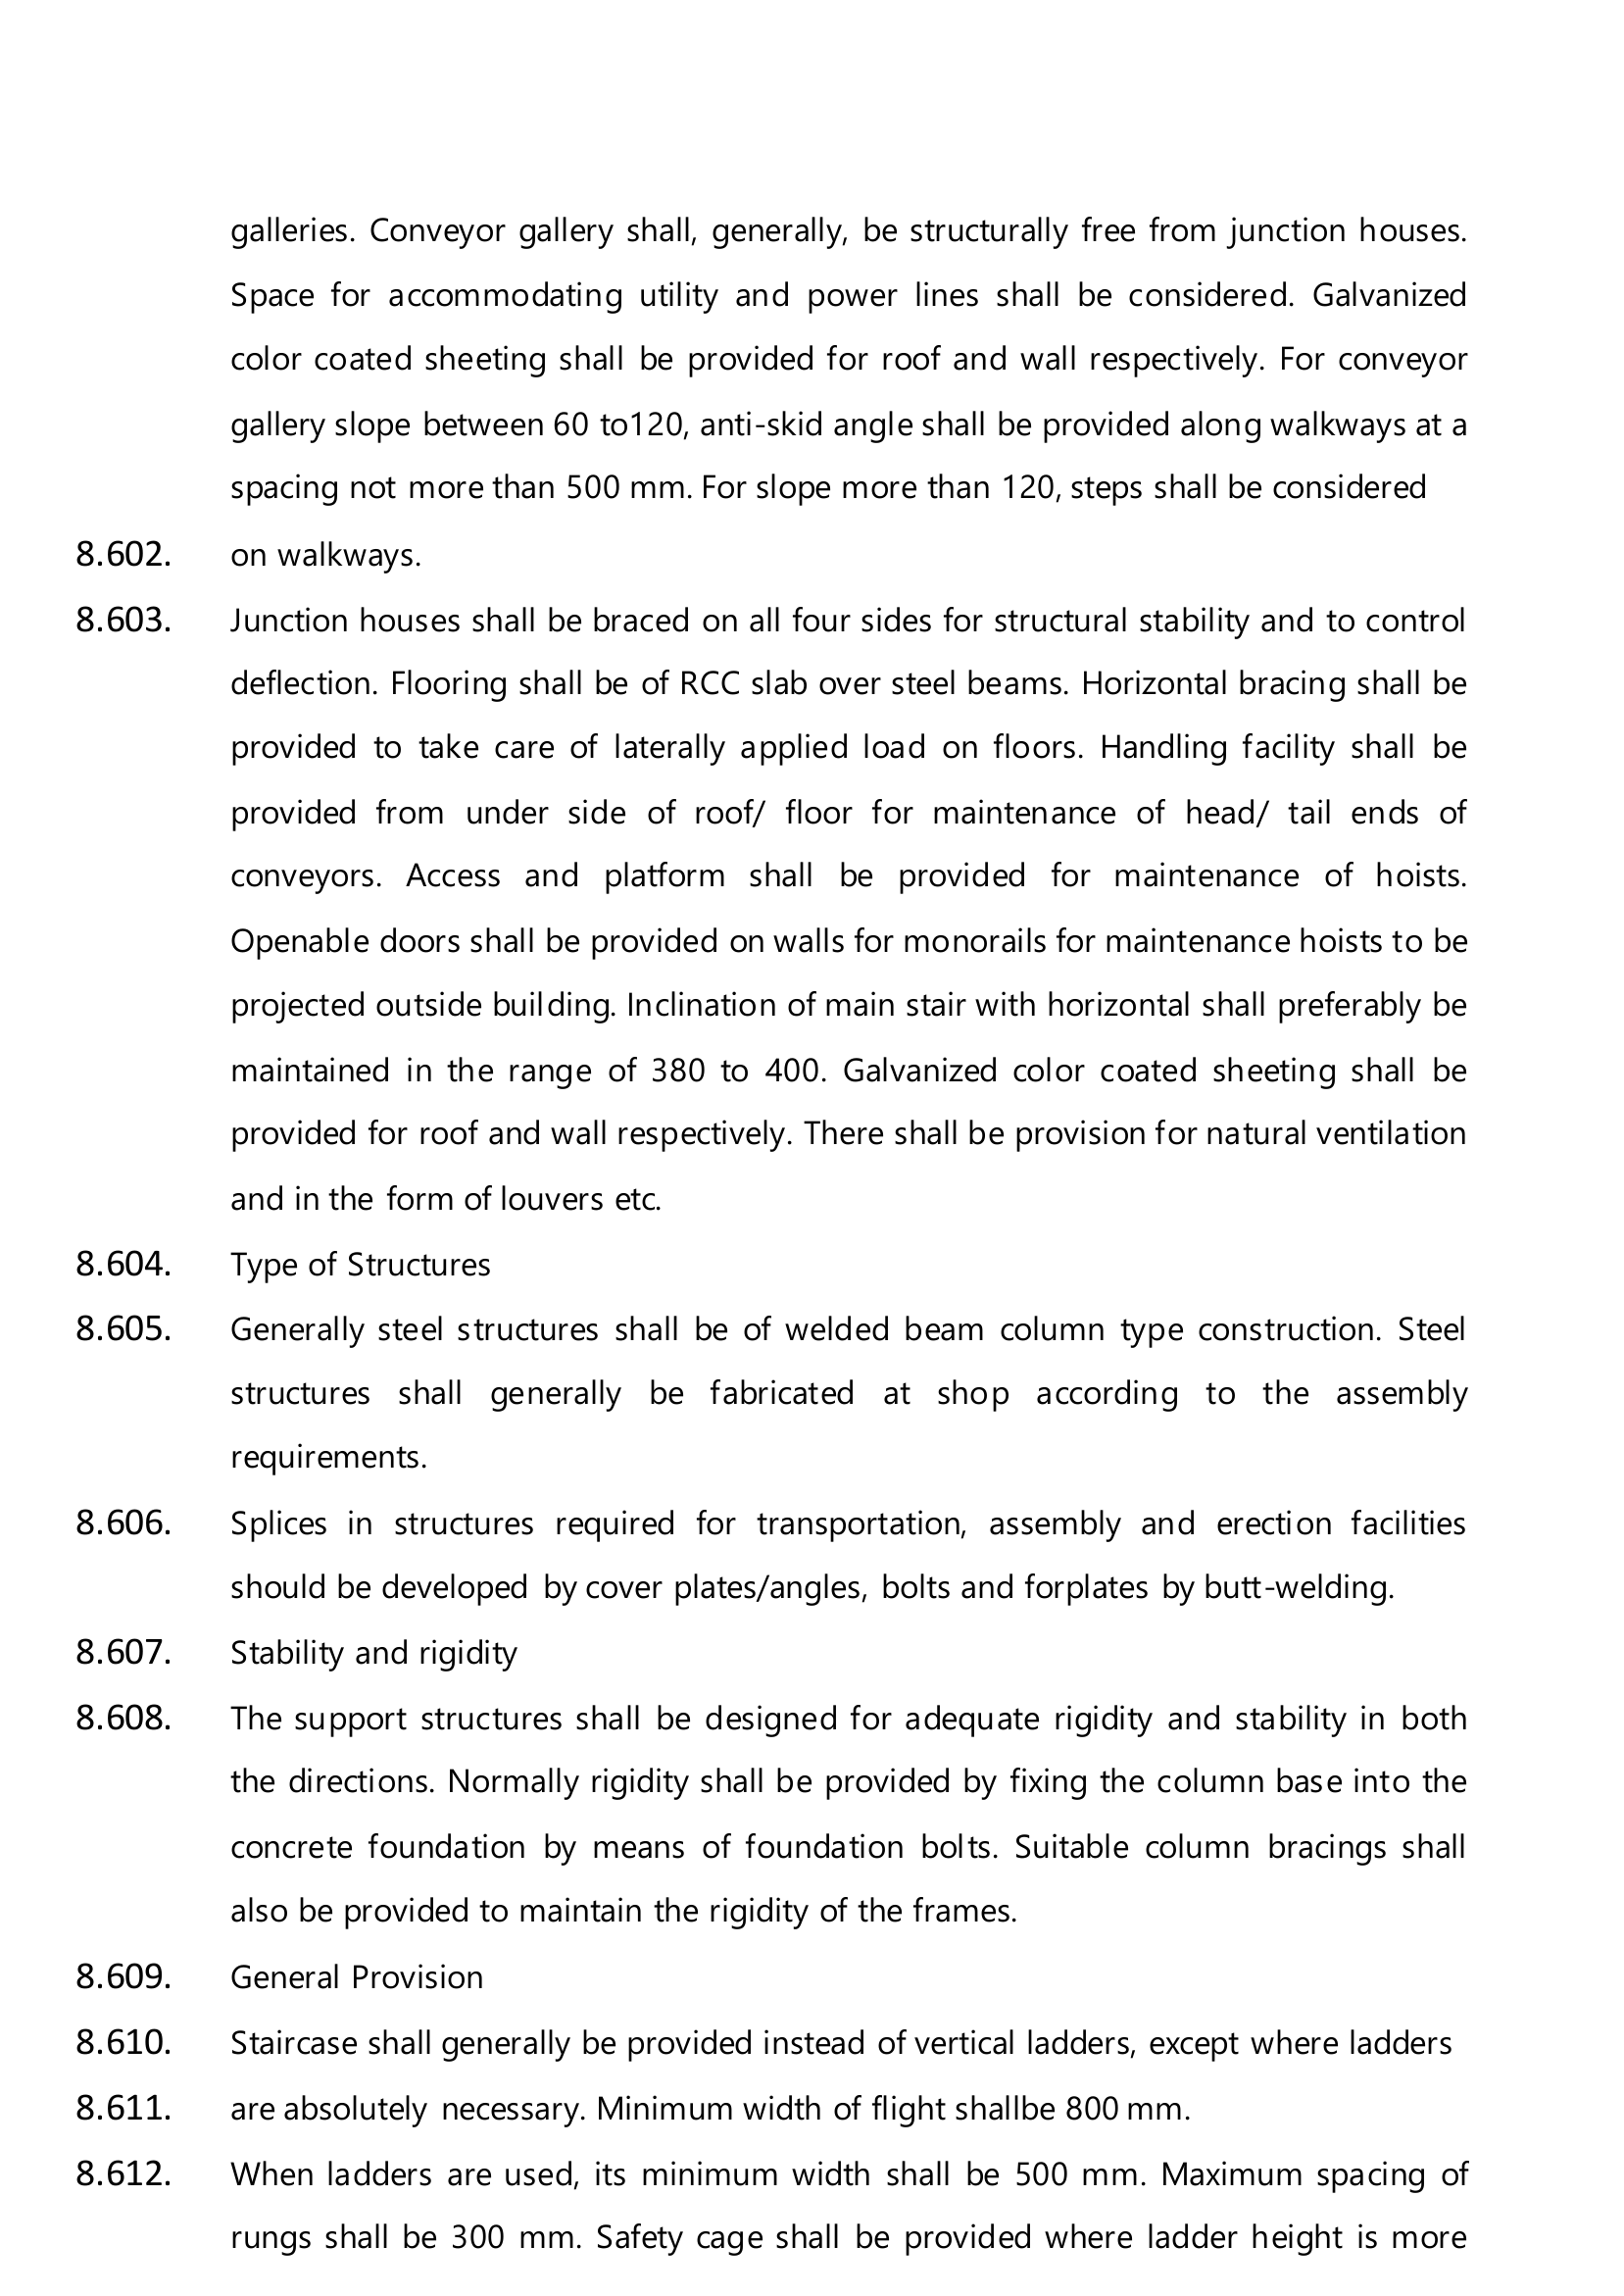 galleries. Conveyor gallery shall, generally, be structurally free from junction houses.
Space for accommodating utility and power lines shall be considered. Galvanized
color coated sheeting shall be provided for roof and wall respectively. For conveyor
gallery slope between 60 to120, anti-skid angle shall be provided along walkways at a
spacing not more than 500 mm. For slope more than 120, steps shall be considered
8.602. on walkways.
8.603. Junction houses shall be braced on all four sides for structural stability and to control
deflection. Flooring shall be of RCC slab over steel beams. Horizontal bracing shall be
provided to take care of laterally applied load on floors. Handling facility shall be
provided from under side of roof/ floor for maintenance of head/ tail ends of
conveyors. Access and platform shall be provided for maintenance of hoists.
Openable doors shall be provided on walls for monorails for maintenance hoists to be
projected outside building. Inclination of main stair with horizontal shall preferably be
maintained in the range of 380 to 400. Galvanized color coated sheeting shall be
provided for roof and wall respectively. There shall be provision for natural ventilation
and in the form of louvers etc.
8.604. Type of Structures
8.605. Generally steel structures shall be of welded beam column type construction. Steel
structures shall generally be fabricated at shop according to the assembly
requirements.
8.606. Splices in structures required for transportation, assembly and erection facilities
should be developed by cover plates/angles, bolts and forplates by butt-welding.
8.607. Stability and rigidity
8.608. The support structures shall be designed for adequate rigidity and stability in both
the directions. Normally rigidity shall be provided by fixing the column base into the
concrete foundation by means of foundation bolts. Suitable column bracings shall
also be provided to maintain the rigidity of the frames.
8.609. General Provision
8.610. Staircase shall generally be provided instead of vertical ladders, except where ladders
8.611. are absolutely necessary. Minimum width of flight shallbe 800 mm.
8.612. When ladders are used, its minimum width shall be 500 mm. Maximum spacing of
rungs shall be 300 mm. Safety cage shall be provided where ladder height is more